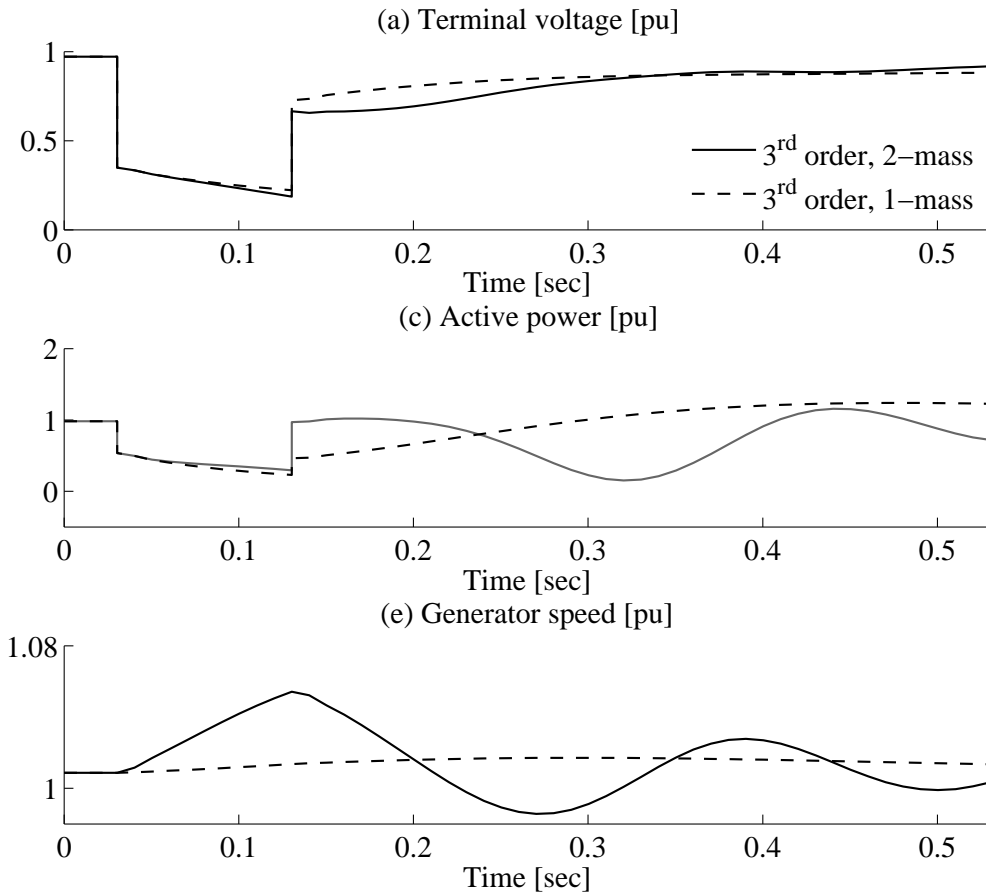 (a) Terminal voltage [pu]
1
0.5
0
3rd order, 2−mass
3rd order, 1−mass
0 0.1 0.2 0.3 0.4 0.5
Time [sec]
(c) Active power [pu]
2
1
0
0 0.1 0.2 0.3 0.4 0.5
Time [sec]
(e) Generator speed [pu]
1.08
1
0 0.1 0.2 0.3 0.4 0.5
Time [sec]